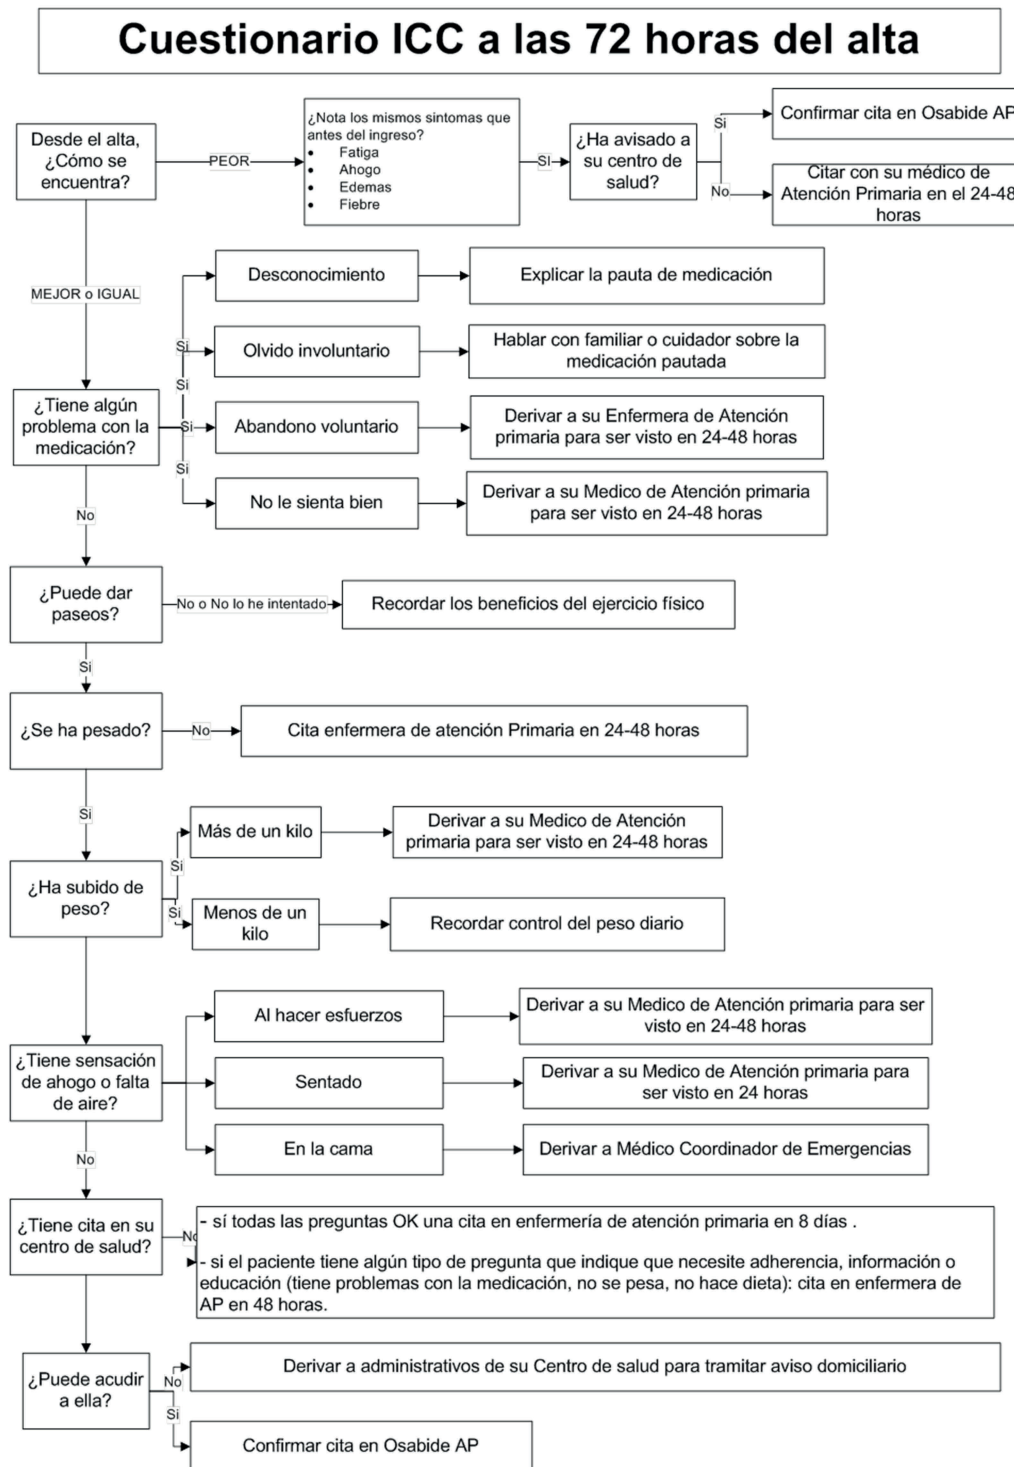 Cuestionario ICC a las 72 horas del alta
Desde el alta,
¿Cómo se
encuentra?
PEOR
¿Nota los mismos sintomas que
antes del ingreso?
• Fatiga
• Ahogo
• Edemas
• Fiebre
SI
¿Ha avisado a
su centro de
salud?
Si
Confirmar cita en Osabide AP
No
Citar con su médico de
Atención Primaria en el 24-48
horas
MEJOR o IGUAL
¿Tiene algún
problema con la
medicación?
Si
Desconocimiento
Explicar la pauta de medicación
Si
Olvido involuntario
Hablar con familiar o cuidador sobre la
medicación pautada
Si
Abandono voluntario
Derivar a su Enfermera de Atención
primaria para ser visto en 24-48 horas
Si
No le sienta bien
Derivar a su Medico de Atención primaria
para ser visto en 24-48 horas
No
¿Puede dar
paseos?
No o No lo he intentado
Recordar los beneficios del ejercicio físico
Si
¿Se ha pesado?
No
Cita enfermera de atención Primaria en 24-48 horas
Si
¿Ha subido de
peso?
Si
Más de un kilo
Derivar a su Medico de Atención
primaria para ser visto en 24-48 horas
Si
Menos de un
kilo
Recordar control del peso diario
¿Tiene sensación
de ahogo o falta
de aire?
Al hacer esfuerzos
Derivar a su Medico de Atención primaria para ser
visto en 24-48 horas
Sentado
Derivar a su Medico de Atención primaria para
ser visto en 24 horas
En la cama
Derivar a Médico Coordinador de Emergencias
No
¿Tiene cita en su
centro de salud?
No
- sí todas las preguntas OK una cita en enfermería de atención primaria en 8 días .
- si el paciente tiene algún tipo de pregunta que indique que necesite adherencia, información o
educación (tiene problemas con la medicación, no se pesa, no hace dieta): cita en enfermera de
AP en 48 horas.
¿Puede acudir
a ella?
No
Derivar a administrativos de su Centro de salud para tramitar aviso domiciliario
Si
Confirmar cita en Osabide AP